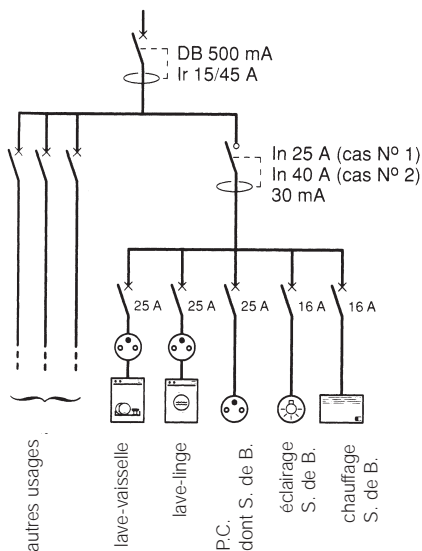 DB 500 mA
Ir 15/45 A
In 25 A (cas Nº 1)
In 40 A (cas Nº 2)
30 mA
25 A
25 A
25 A
16 A
16 A
autres usages
lave-vaisselle
lave-linge
P.C.
dont S. de B.
éclairage
S. de B.
chauffage
S. de B.